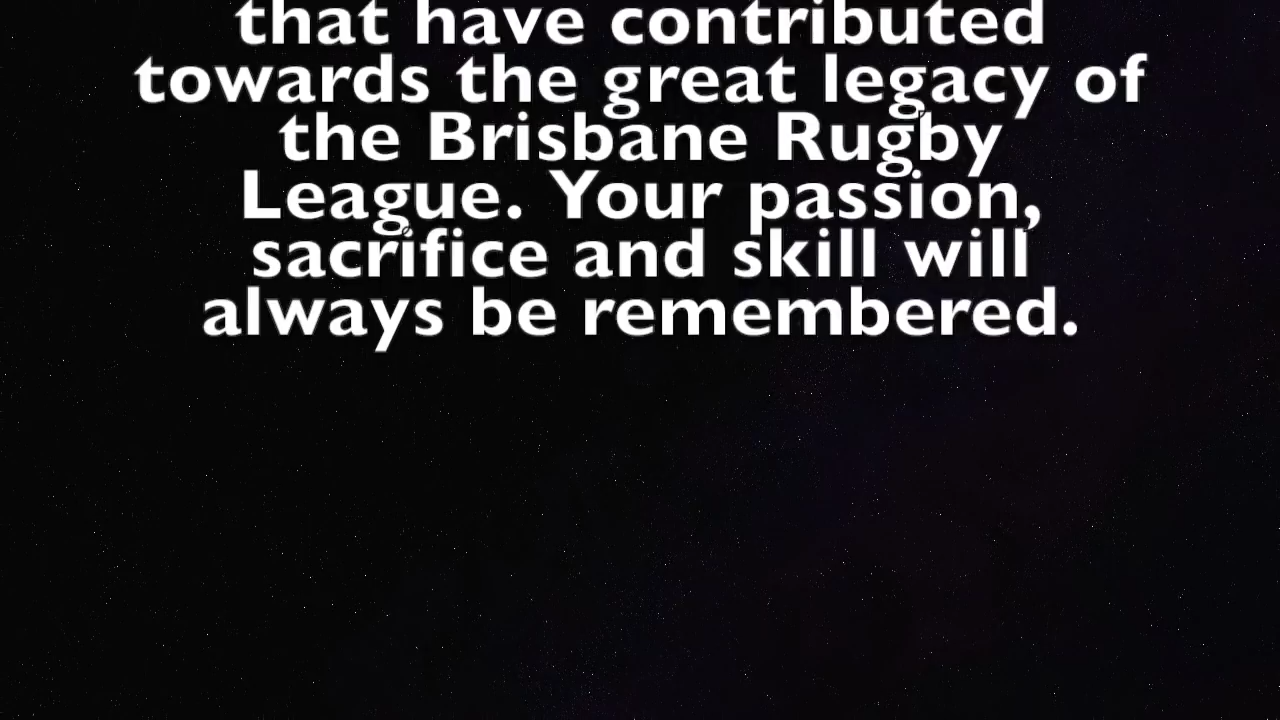 that have contributed
towards the great legacy of
the Brisbane Rugby
League. Your passion,
sacrifice and skill will
always be remembered.